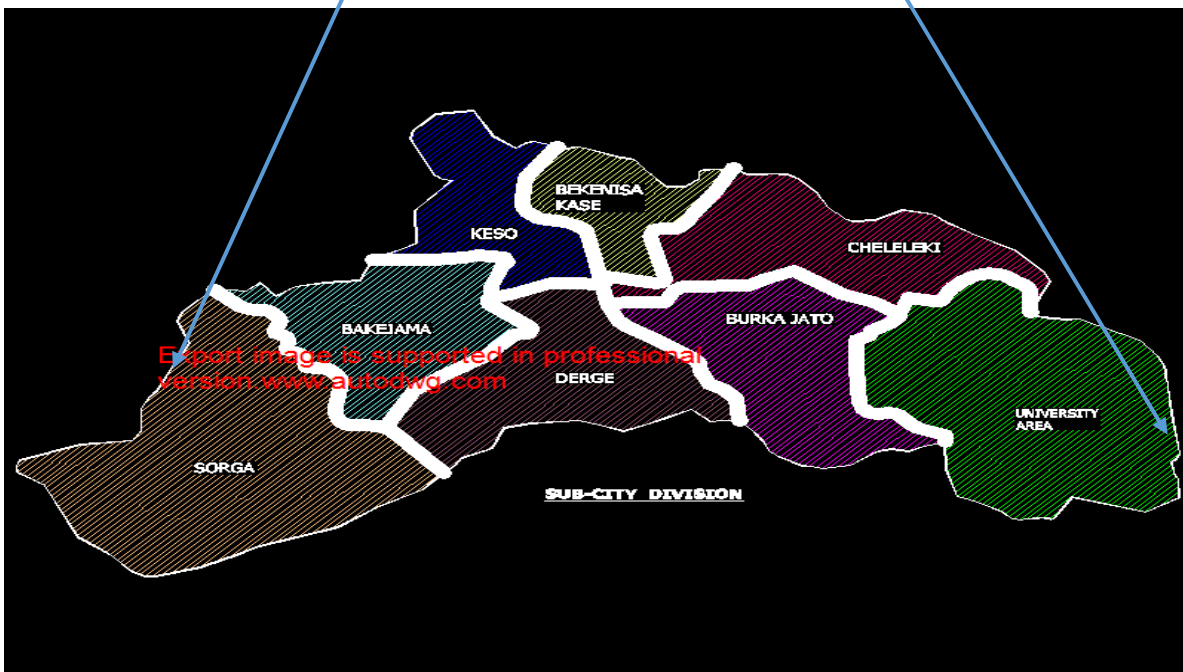 BEKENISA
KASE
KESO
CHELELEKI
BAKEJAMA
BURKA JATO
Export image is supported in professional
version.www.autodwg.com
DERGE
UNIVERSITY
AREA
SORGA
SUB-CITY DIVISION